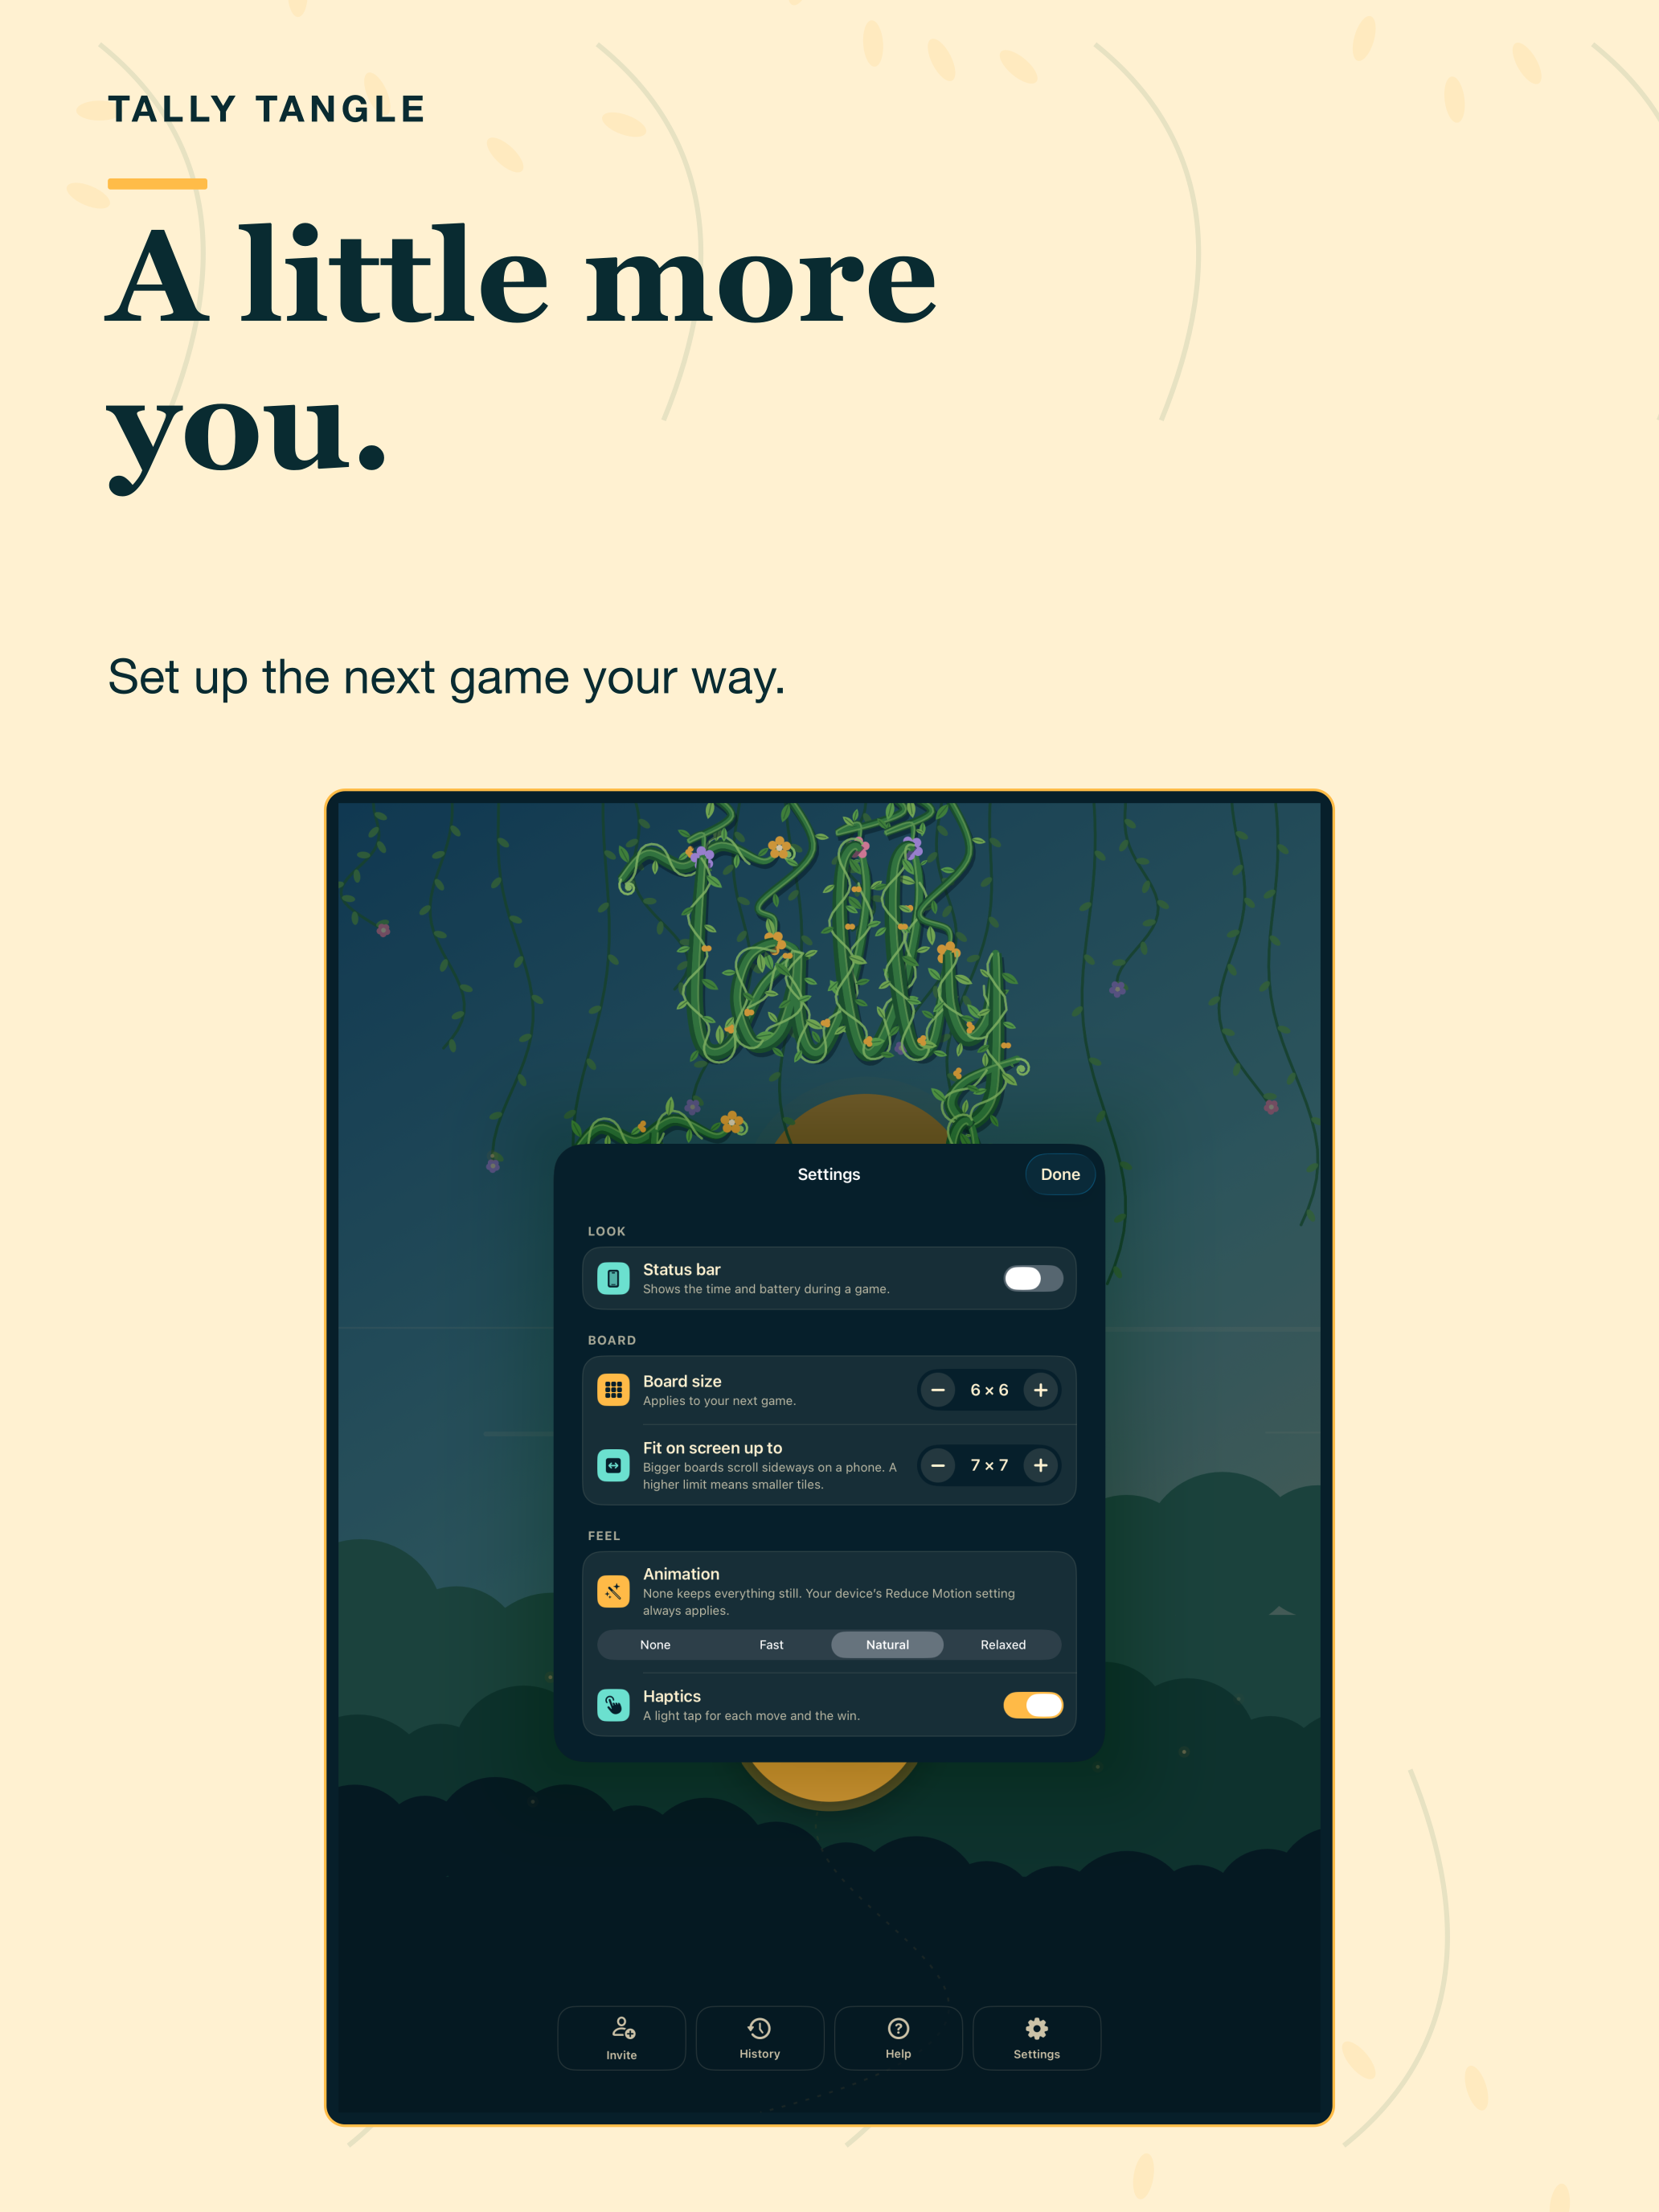 TALLY TANGLE
A little more
you.
Set up the next game your way.
Tally
Settings
Done
LOOK
Status bar
Shows the time and battery during a game.
BOARD
Board size
Applies to your next game.
6 × 6
Fit on screen up to
Bigger boards scroll sideways on a phone. A
higher limit means smaller tiles.
7 × 7
FEEL
Animation
None keeps everything still. Your device's Reduce Motion setting
always applies.
None Fast Natural Relaxed
Haptics
A light tap for each move and the win.
Invite History Help Settings